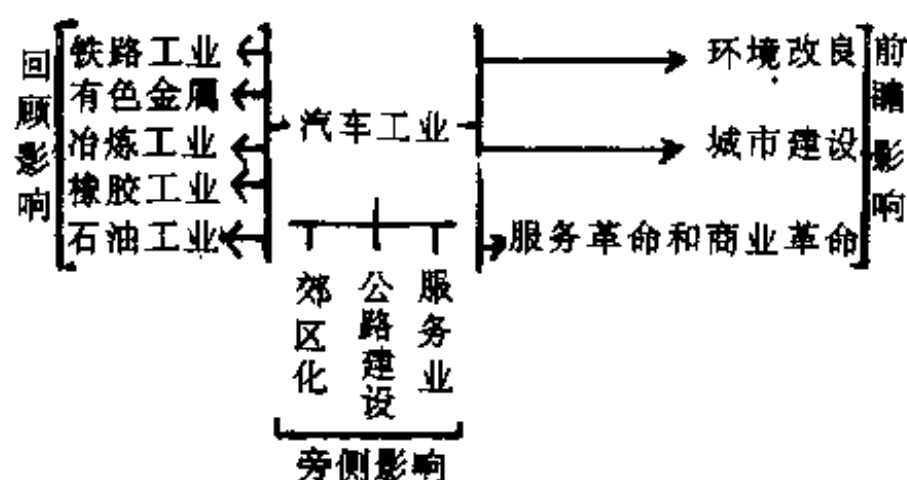 回顾影响
铁路工业
有色金属
冶炼工业
橡胶工业
石油工业
汽车工业
郊区化
公路建设
服务业
旁侧影响
环境改良
城市建设
服务革命和商业革命
前瞻影响